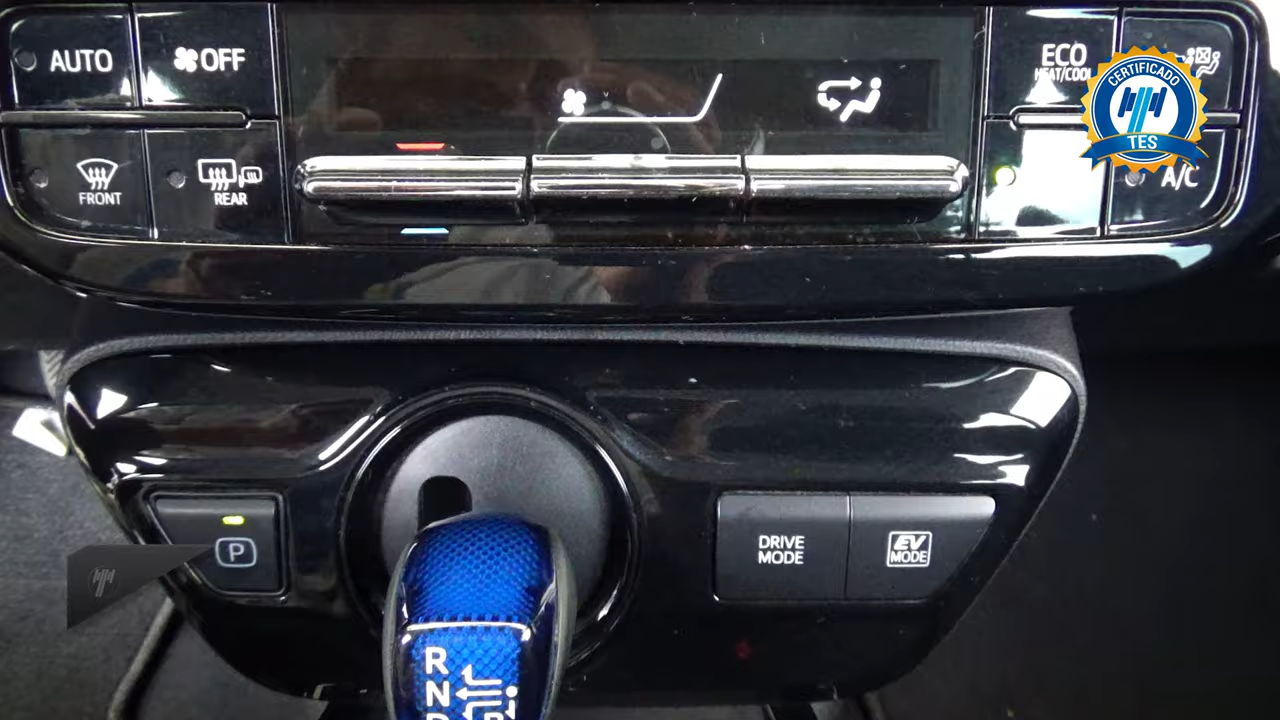 AUTO
OFF
ECO
HEAT/COOL
CERTIFICADO
TES
FRONT
REAR
A/C
P
DRIVE
MODE
EV
MODE
R
N